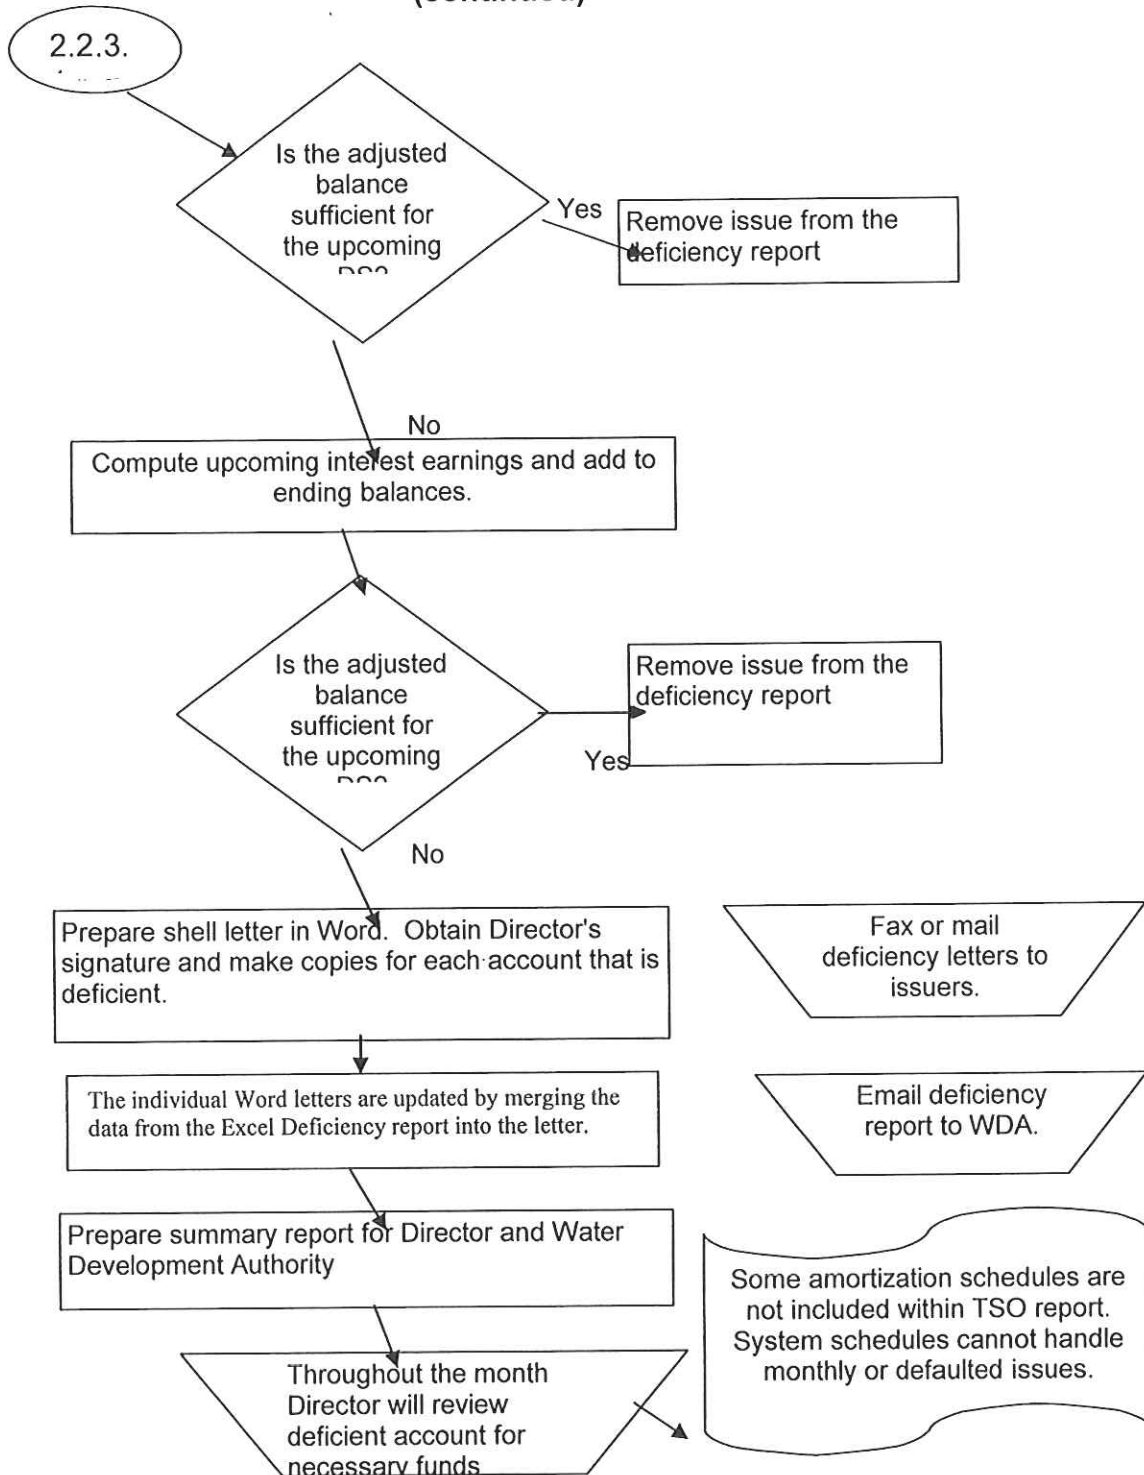 (continued)
2.2.3.
Is the adjusted
balance
sufficient for
the upcoming
Yes
Remove issue from the
deficiency report
No
Compute upcoming interest earnings and add to
ending balances.
Is the adjusted
balance
sufficient for
the upcoming
Remove issue from the
deficiency report
Yes
No
Prepare shell letter in Word. Obtain Director's
signature and make copies for each account that is
deficient.
Fax or mail
deficiency letters to
issuers.
The individual Word letters are updated by merging the
data from the Excel Deficiency report into the letter.
Email deficiency
report to WDA.
Prepare summary report for Director and Water
Development Authority
Some amortization schedules are
not included within TSO report.
System schedules cannot handle
monthly or defaulted issues.
Throughout the month
Director will review
deficient account for
necessary funds